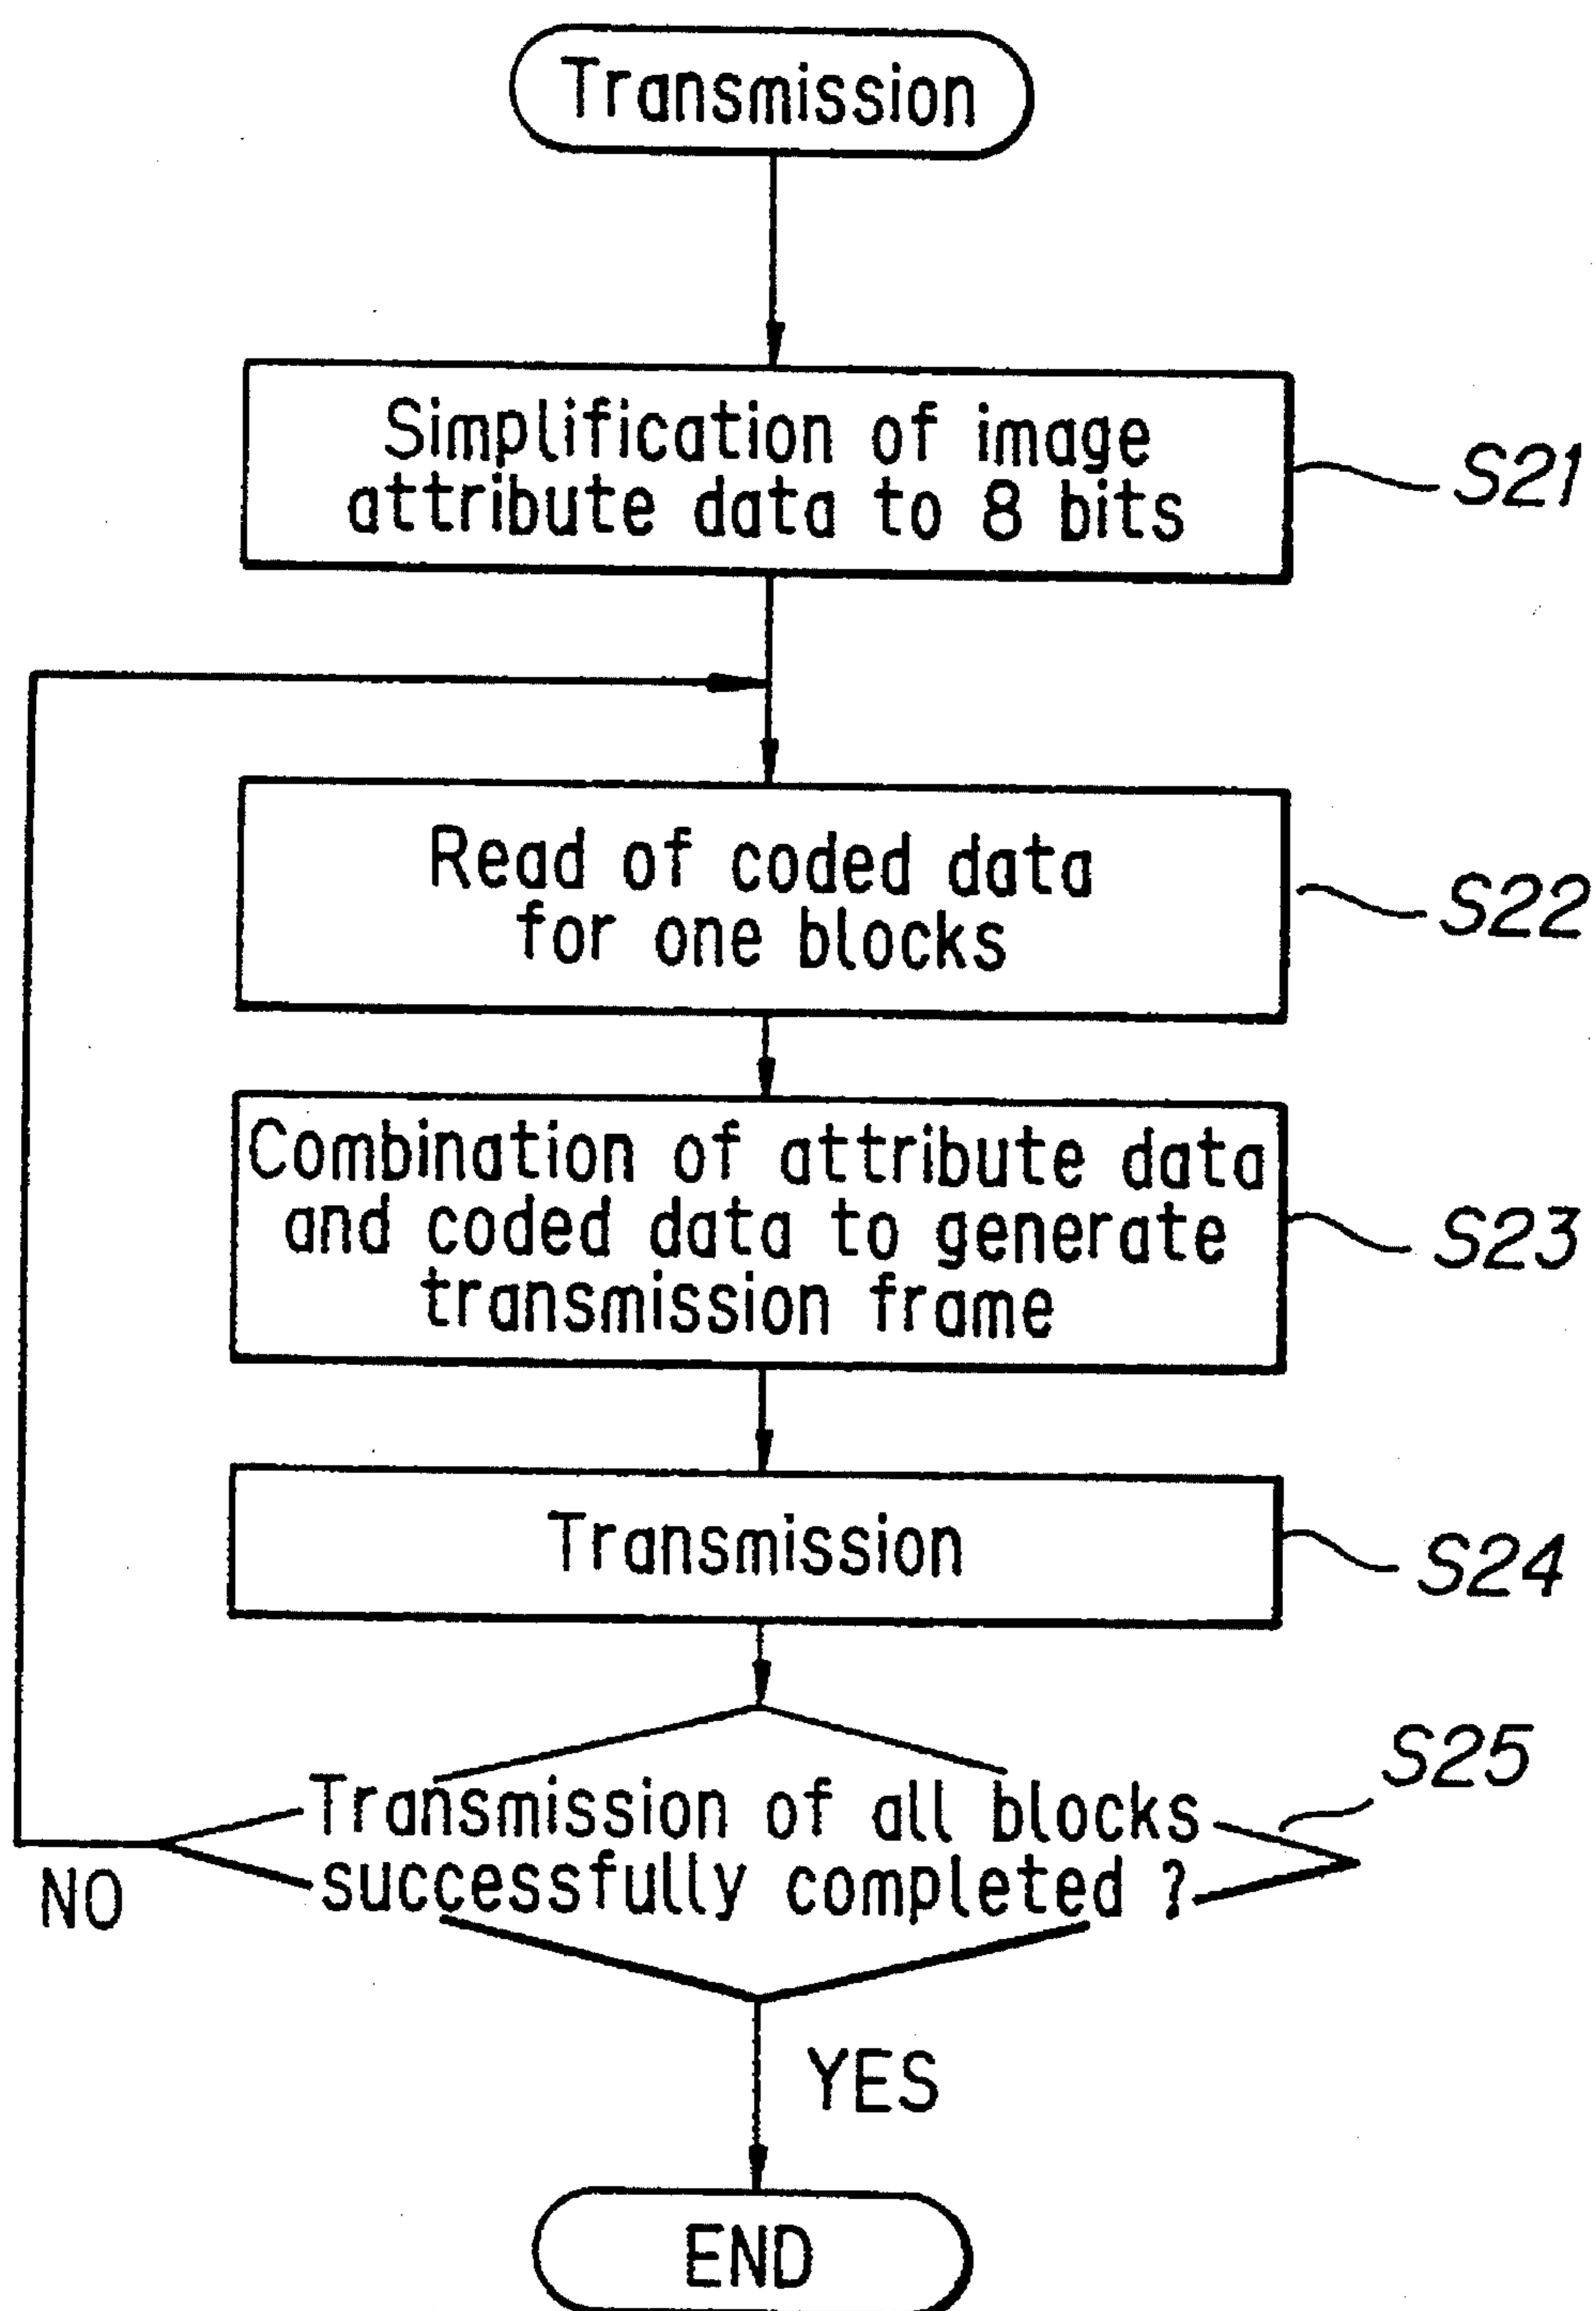 Transmission
Simplification of image
attribute data to 8 bits
S21
Read of coded data
for one blocks
S22
Combination of attribute data
and coded data to generate
transmission frame
S23
Transmission
S24
Transmission of all blocks
successfully completed ?
S25
NO
YES
END